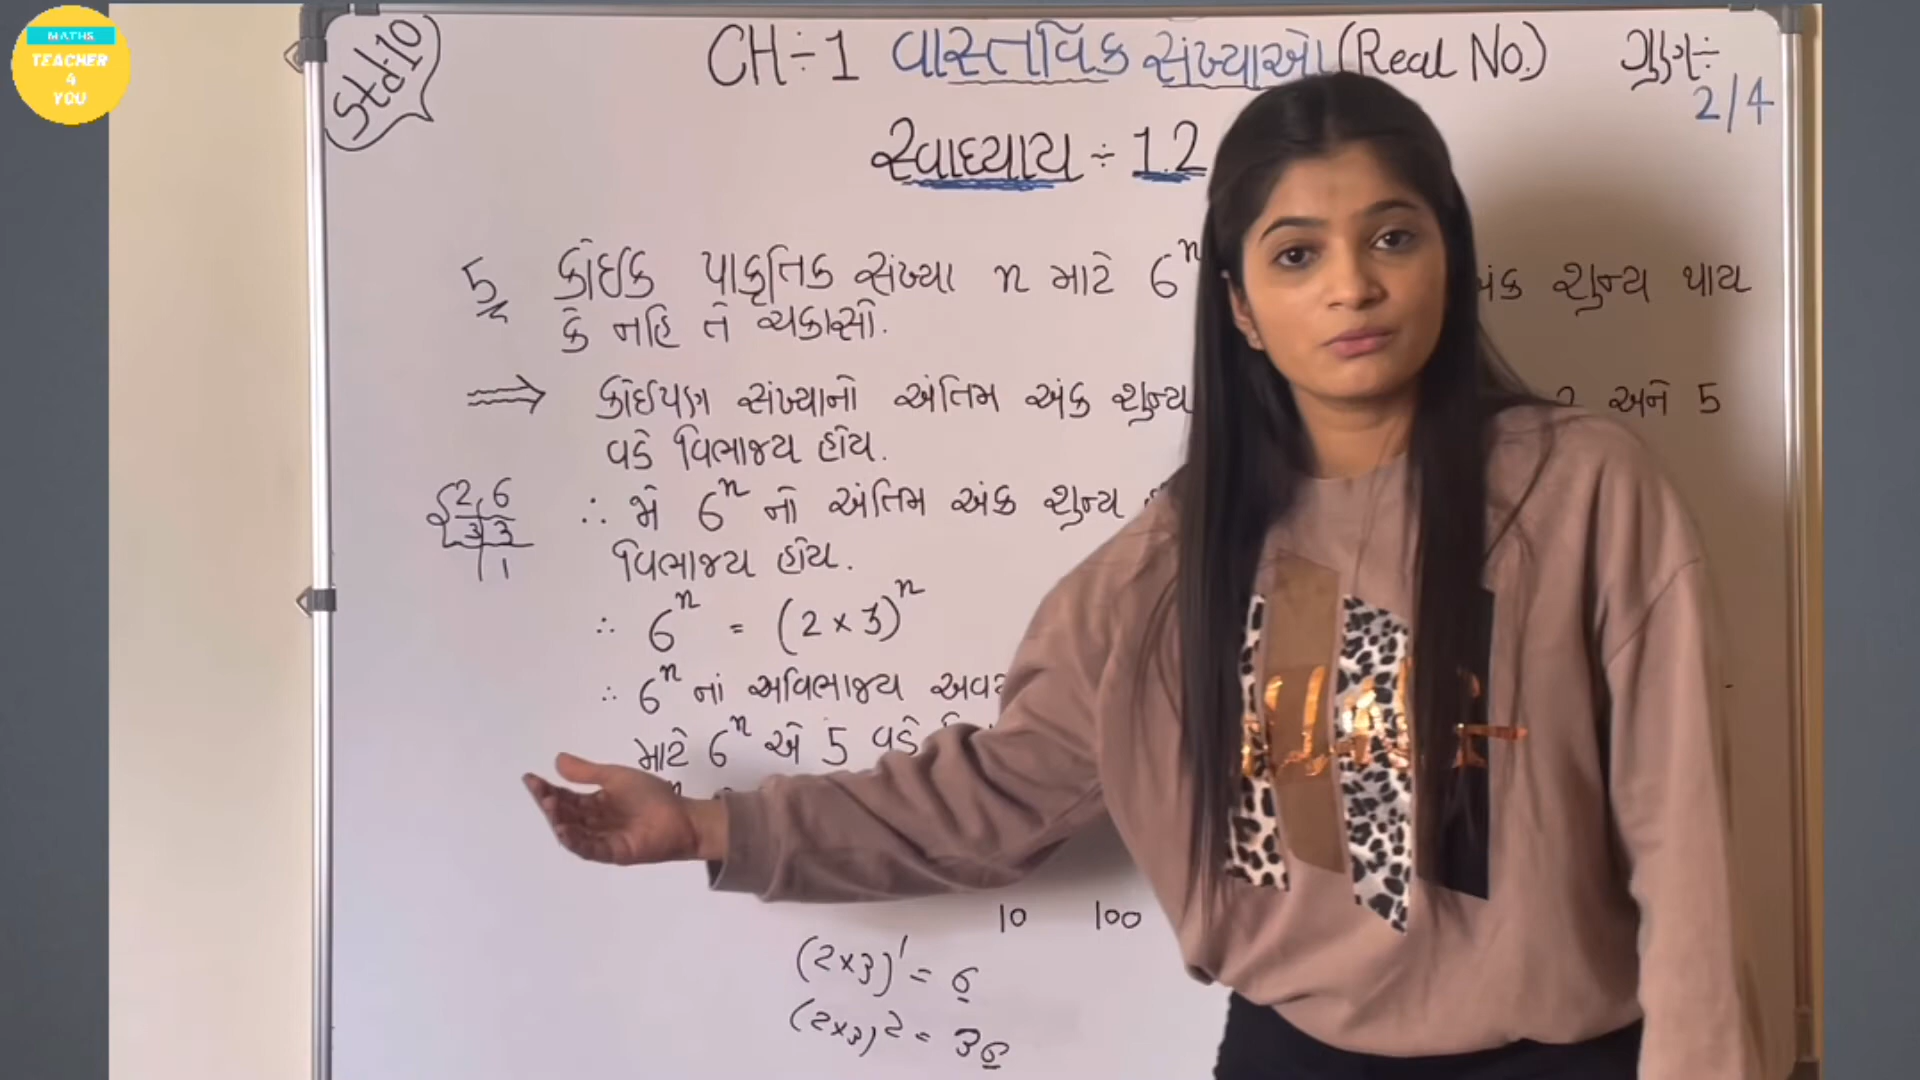 MATHS
TEACHER
4
YOU
Std:10
CH÷1 વાસ્તવિક સંખ્યાઓ (Real No.)
ગુણ÷
2/4
સ્વાધ્યાય ÷ 1.2
5 કોઈક પ્રાકૃતિક સંખ્યા n માટે 6ⁿ અંક શુન્ય થાય
કે નહિ તે ચકાસો.
⇒ કોઈપણ સંખ્યાનો અંતિમ અંક શુન્ય 2 અને 5
વડે વિભાજ્ય હોય.
2 6
3 3
1
∴ જો 6ⁿ નો અંતિમ અંક શુન્ય
વિભાજ્ય હોય.
∴ 6ⁿ = (2 × 3)ⁿ
∴ 6ⁿ નાં અવિભાજ્ય
માટે 6ⁿ એ 5 વડે
10 100
(2×3)¹ = 6
(2×3)² = 36